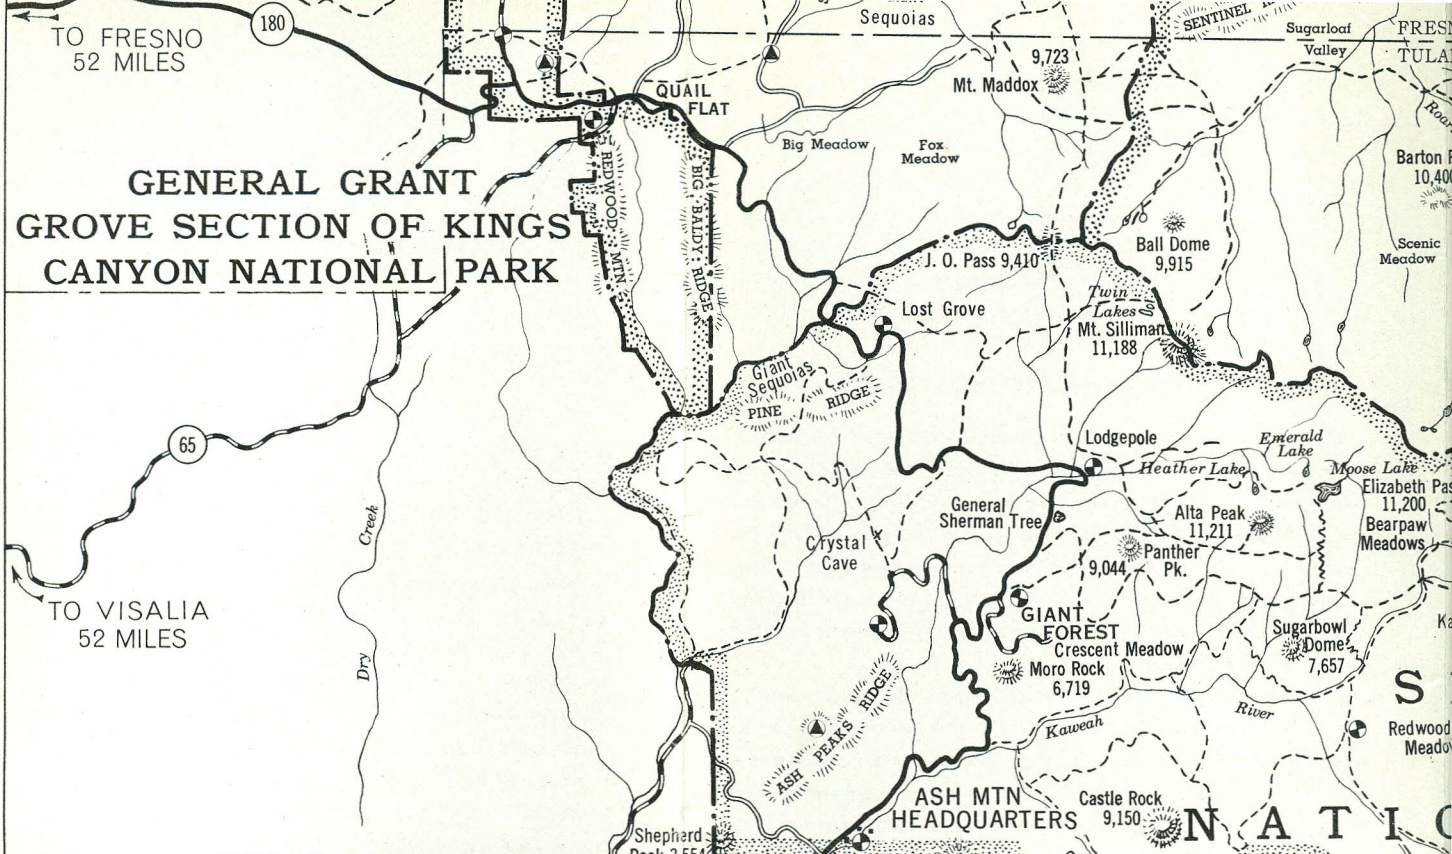 180
TO FRESNO
52 MILES
Sequoias
SENTINEL
Sugarloaf
Valley
9,723
Mt. Maddox
QUAIL
FLAT
Big Meadow
Fox
Meadow
GENERAL GRANT
GROVE SECTION OF KINGS
CANYON NATIONAL PARK
REDWOOD MTN
BIG BALDY RIDGE
J. O. Pass 9,410
Ball Dome
9,915
Scenic
Meadow
Lost Grove
Twin
Lakes
Mt. Silliman
11,188
Giant
Sequoias
PINE RIDGE
65
Lodgepole
Emerald
Lake
Heather Lake
Moose Lake
Elizabeth
11,200
General
Sherman Tree
Alta Peak
11,211
Bearpaw
Meadows
Crystal
Cave
Panther
Pk.
9,044
Dry Creek
TO VISALIA
52 MILES
GIANT
FOREST
Crescent Meadow
Sugarbowl
Dome
7,657
Moro Rock
6,719
Kaweah River
Redwood
ASH PEAKS RIDGE
ASH MTN
HEADQUARTERS
Castle Rock
9,150
Shepherd
S
NATI